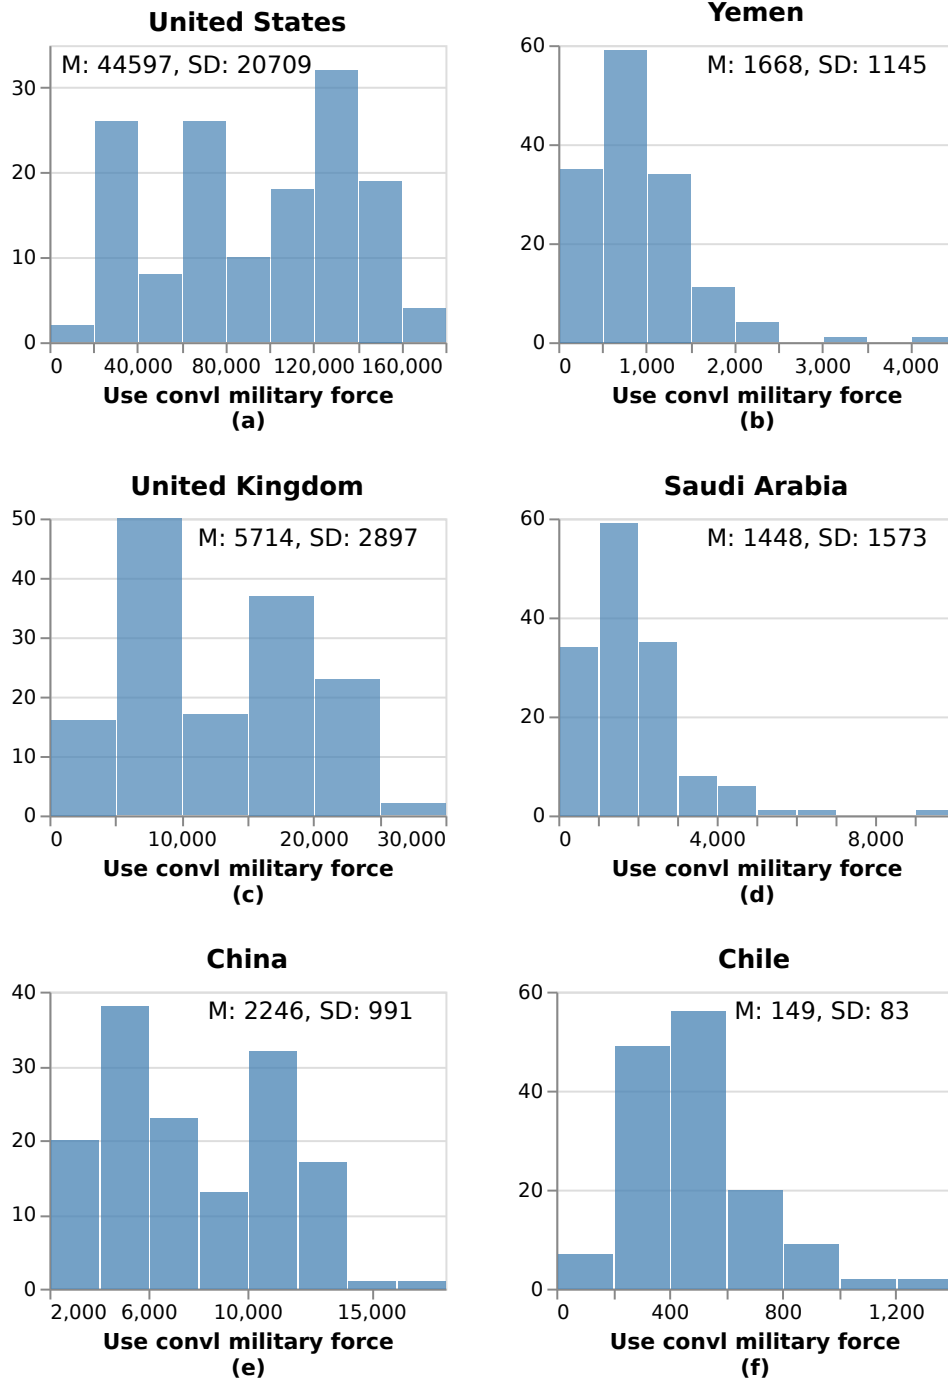 United States
M: 44597, SD: 20709
30
20
10
0
0 40,000 80,000 120,000 160,000
Use convl military force
(a)
Yemen
60
M: 1668, SD: 1145
40
20
0
0 1,000 2,000 3,000 4,000
Use convl military force
(b)
United Kingdom
50
M: 5714, SD: 2897
40
30
20
10
0
0 10,000 20,000 30,000
Use convl military force
(c)
Saudi Arabia
60
M: 1448, SD: 1573
40
20
0
0 4,000 8,000
Use convl military force
(d)
China
40
M: 2246, SD: 991
30
20
10
0
2,000 6,000 10,000 15,000
Use convl military force
(e)
Chile
60
M: 149, SD: 83
40
20
0
0 400 800 1,200
Use convl military force
(f)